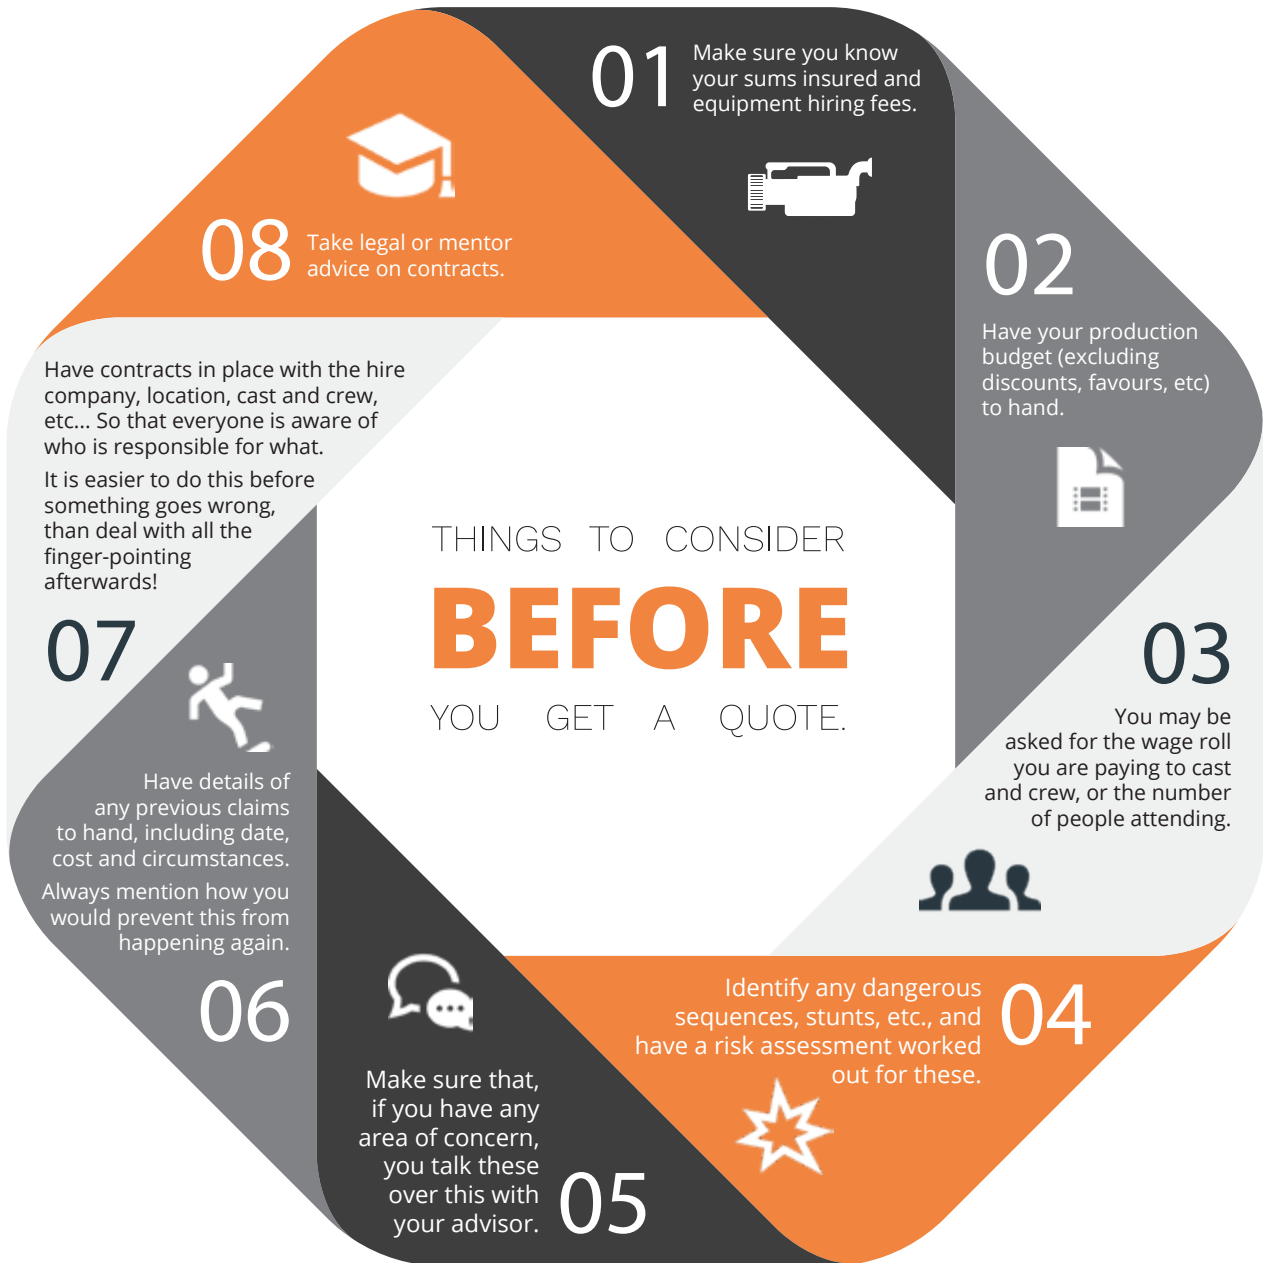 THINGS TO CONSIDER
BEFORE
YOU GET A QUOTE.
01
Make sure you know
your sums insured and
equipment hiring fees.
02
Have your production
budget (excluding
discounts, favours, etc)
to hand.
03
You may be
asked for the wage roll
you are paying to cast
and crew, or the number
of people attending.
04
Identify any dangerous
sequences, stunts, etc., and
have a risk assessment worked
out for these.
05
Make sure that,
if you have any
area of concern,
you talk these
over this with
your advisor.
06
Have details of
any previous claims
to hand, including date,
cost and circumstances.
Always mention how you
would prevent this from
happening again.
07
Have contracts in place with the hire
company, location, cast and crew,
etc... So that everyone is aware of
who is responsible for what.
It is easier to do this before
something goes wrong,
than deal with all the
finger-pointing
afterwards!
08
Take legal or mentor
advice on contracts.